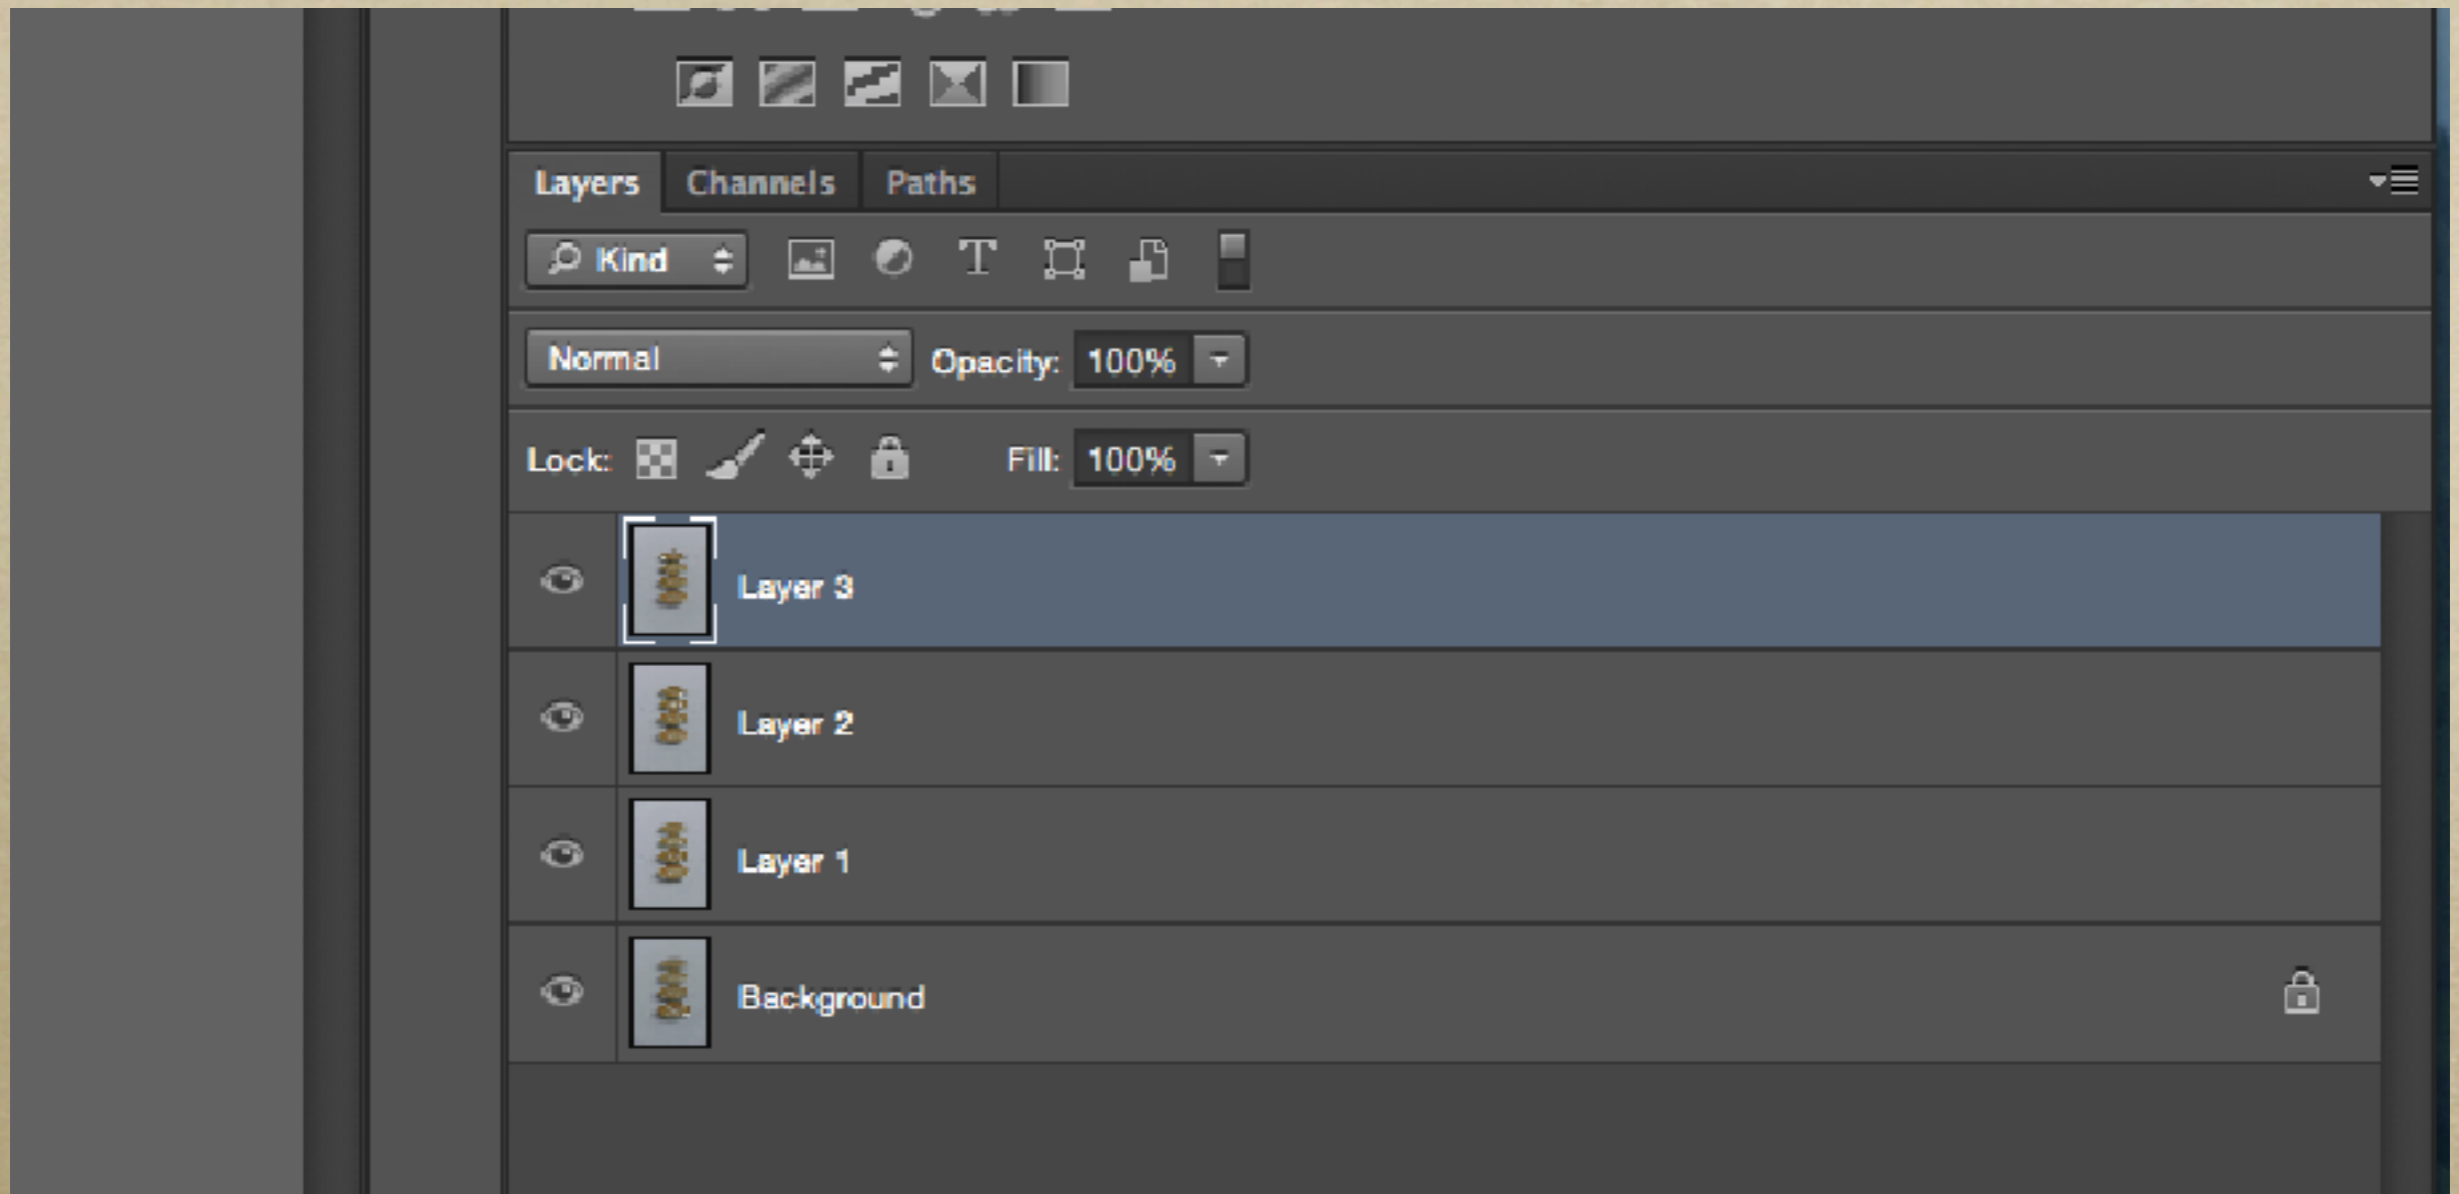 Layers Channels Paths
Kind T
Normal Opacity: 100%
Lock: Fill: 100%
Layer 3
Layer 2
Layer 1
Background